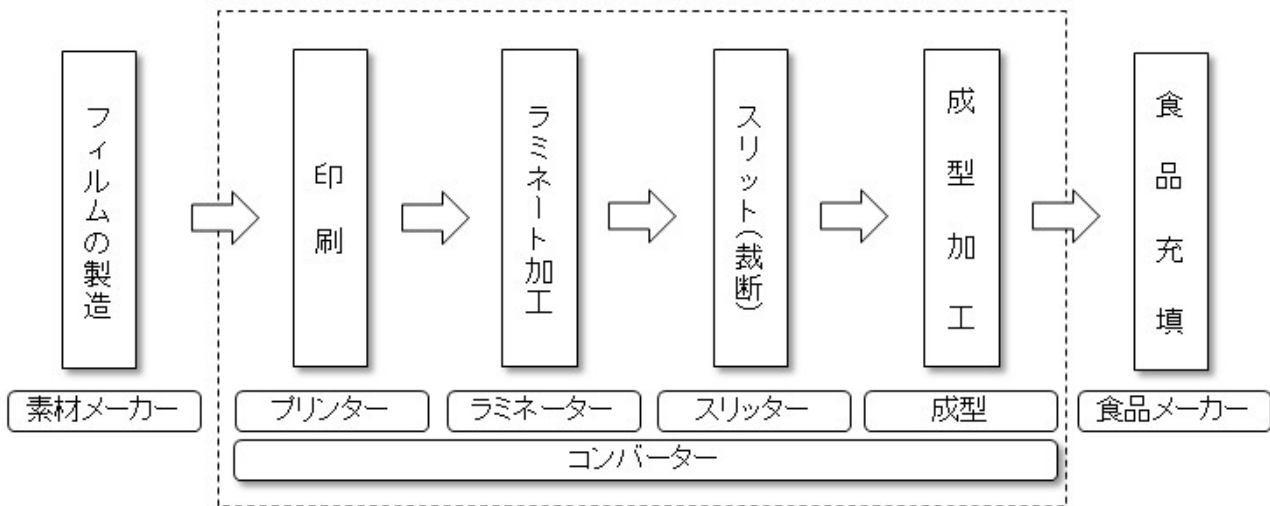 フィルムの製造
印刷
ラミネート加工
スリット(裁断)
成型加工
食品充填
素材メーカー
プリンター
ラミネーター
スリッター
成型
食品メーカー
コンバーター